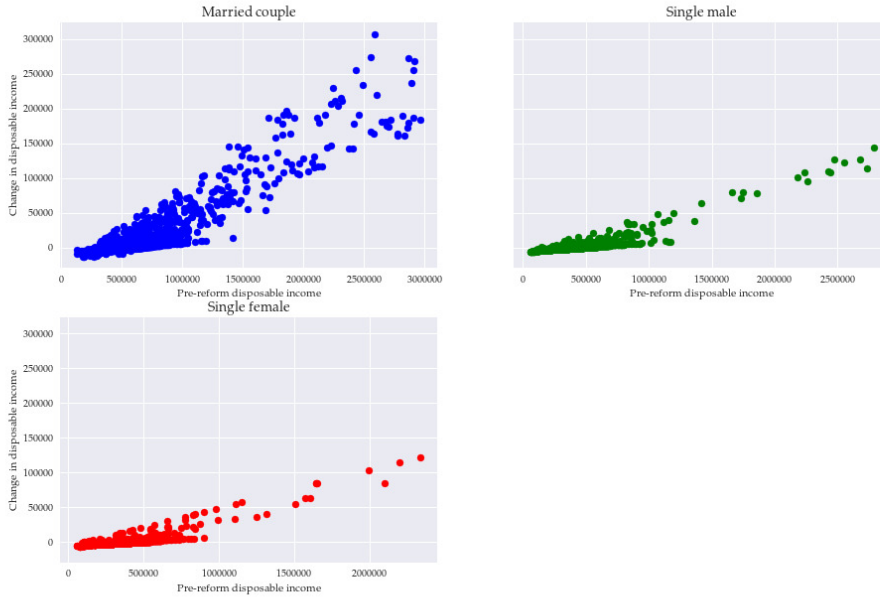 Married couple
Single male
Change in disposable income
300000
250000
200000
150000
100000
50000
0
0 500000 1000000 1500000 2000000 2500000 3000000
Pre-reform disposable income
0 500000 1000000 1500000 2000000 2500000
Pre-reform disposable income
Single female
Change in disposable income
300000
250000
200000
150000
100000
50000
0
0 500000 1000000 1500000 2000000
Pre-reform disposable income